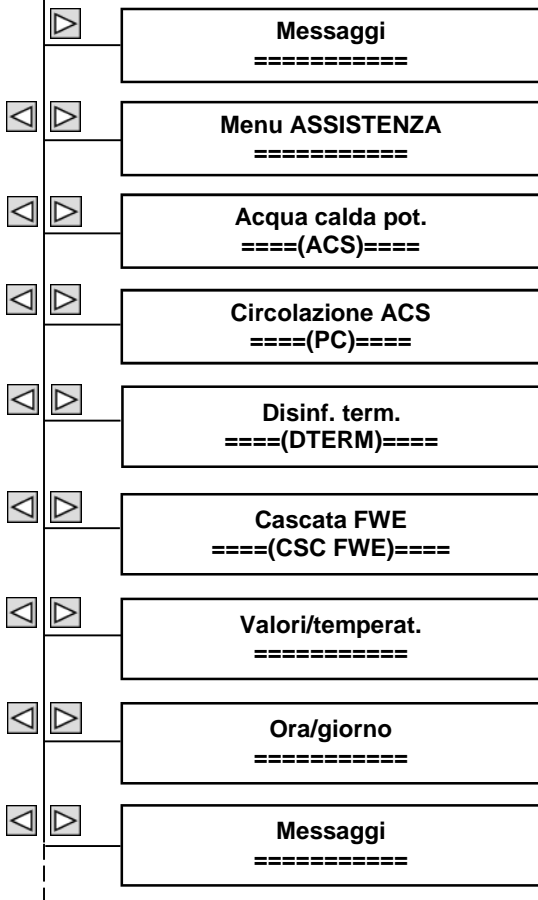 Messaggi
===========
Menu ASSISTENZA
===========
Acqua calda pot.
====(ACS)====
Circolazione ACS
====(PC)====
Disinf. term.
====(DTERM)====
Cascata FWE
====(CSC FWE)====
Valori/temperat.
===========
Ora/giorno
===========
Messaggi
===========